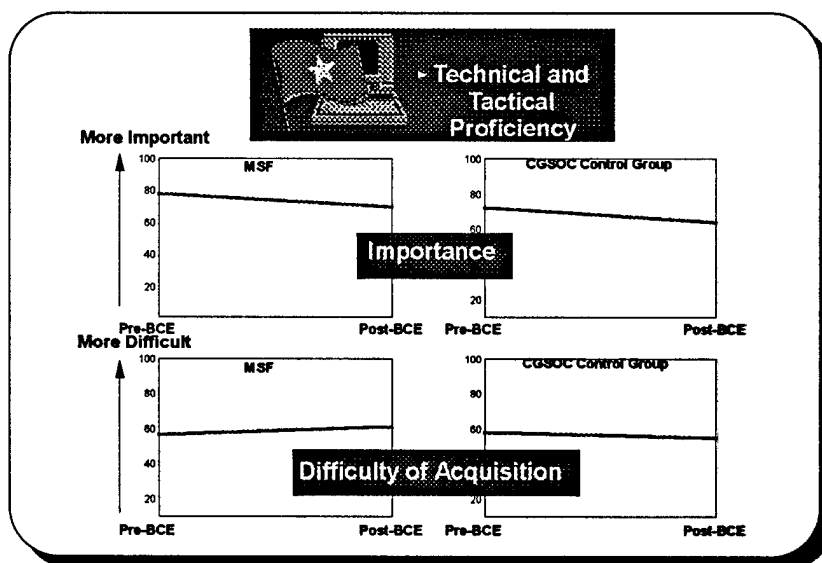 - Technical and
Tactical
Proficiency
More Important
MSF
100
80
60
40
20
CGSOC Control Group
100
80
60
20
Importance
Pre-BCE
Post-BCE
Pre-BCE
Post-BCE
More Difficult
MSF
100
80
60
40
20
CGSOC Control Group
100
80
60
40
20
Difficulty of Acquisition
Pre-BCE
Post-BCE
Pre-BCE
Post-BCE